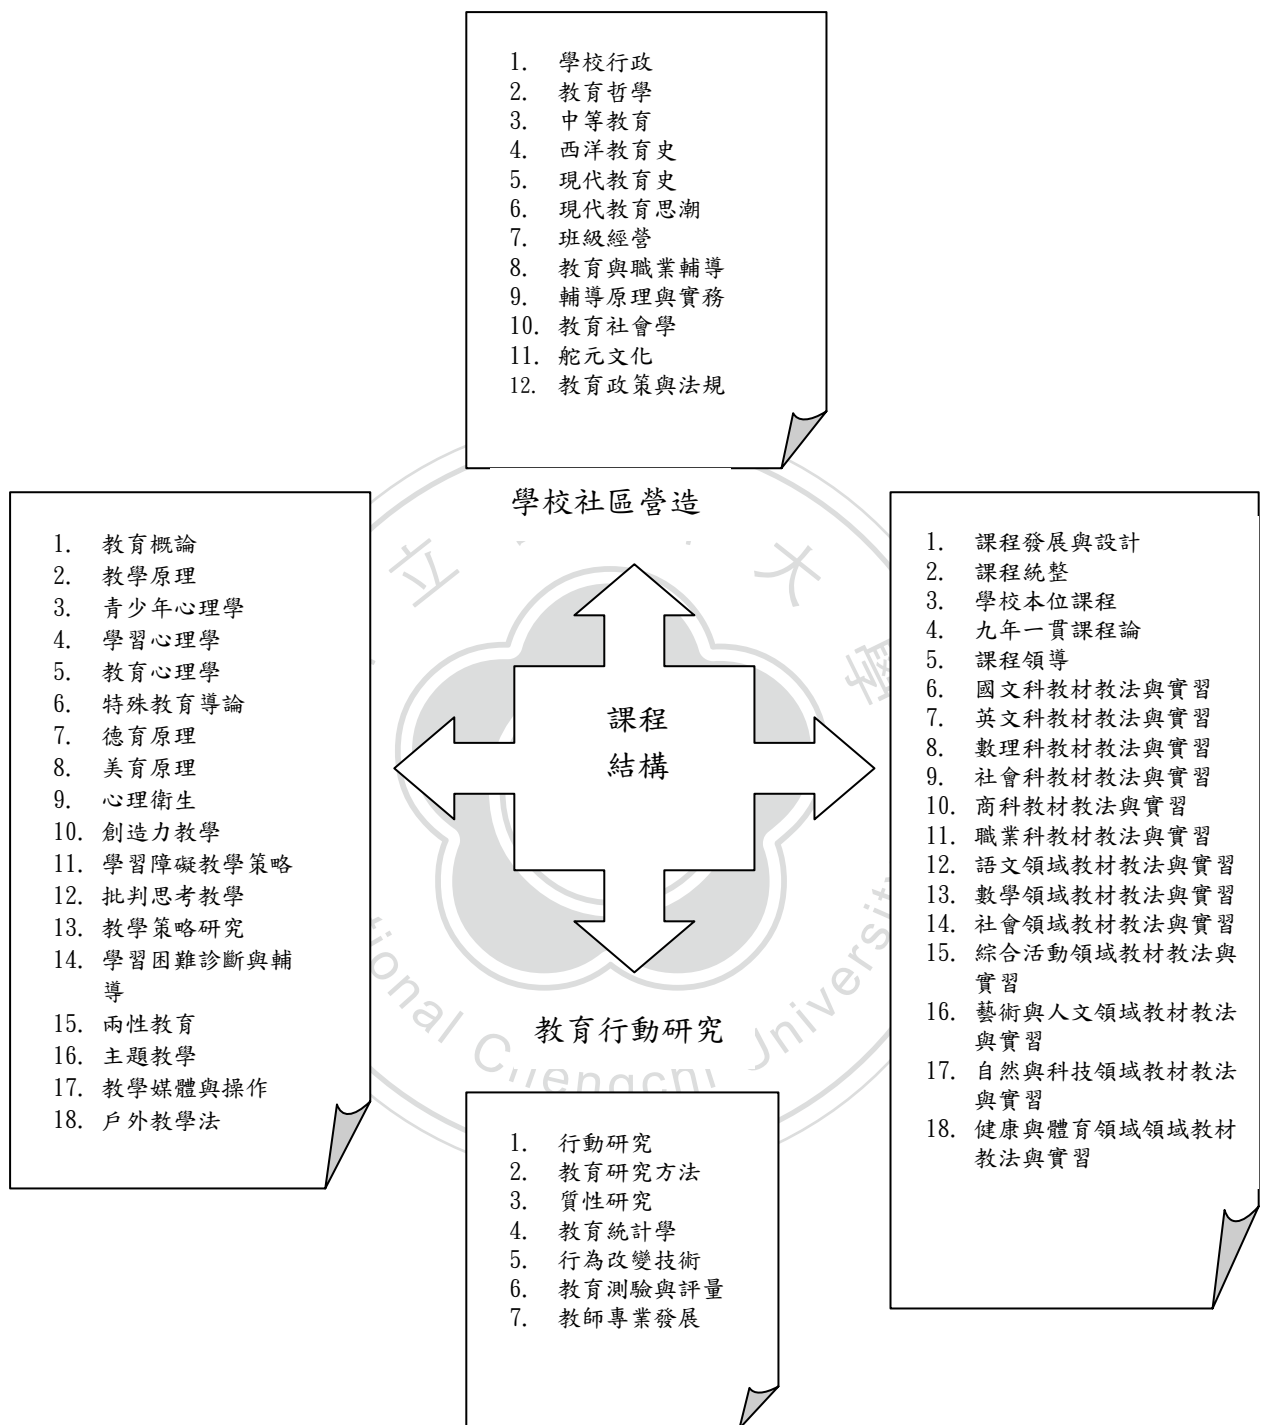 1. 學校行政
2. 教育哲學
3. 中等教育
4. 西洋教育史
5. 現代教育史
6. 現代教育思潮
7. 班級經營
8. 教育與職業輔導
9. 輔導原理與實務
10. 教育社會學
11. 舵元文化
12. 教育政策與法規
學校社區營造
1. 教育概論
2. 教學原理
3. 青少年心理學
4. 學習心理學
5. 教育心理學
6. 特殊教育導論
7. 德育原理
8. 美育原理
9. 心理衛生
10. 創造力教學
11. 學習障礙教學策略
12. 批判思考教學
13. 教學策略研究
14. 學習困難診斷與輔
導
15. 兩性教育
16. 主題教學
17. 教學媒體與操作
18. 戶外教學法
課程
結構
1. 課程發展與設計
2. 課程統整
3. 學校本位課程
4. 九年一貫課程論
5. 課程領導
6. 國文科教材教法與實習
7. 英文科教材教法與實習
8. 數理科教材教法與實習
9. 社會科教材教法與實習
10. 商科教材教法與實習
11. 職業科教材教法與實習
12. 語文領域教材教法與實習
13. 數學領域教材教法與實習
14. 社會領域教材教法與實習
15. 綜合活動領域教材教法與
實習
16. 藝術與人文領域教材教法
與實習
17. 自然與科技領域教材教法
與實習
18. 健康與體育領域領域教材
教法與實習
教育行動研究
1. 行動研究
2. 教育研究方法
3. 質性研究
4. 教育統計學
5. 行為改變技術
6. 教育測驗與評量
7. 教師專業發展
立 大 學